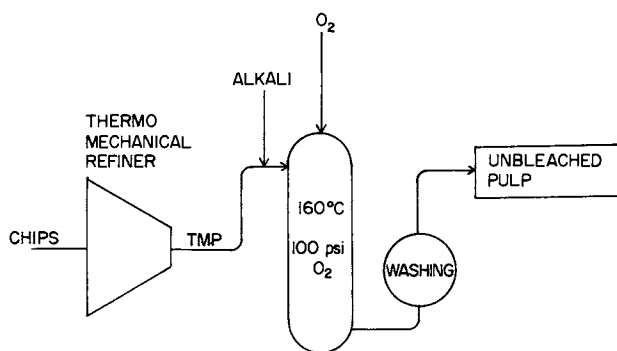 O₂
ALKALI
THERMO
MECHANICAL
REFINER
UNBLEACHED
PULP
160°C
CHIPS
TMP
100 psi
O₂
WASHING